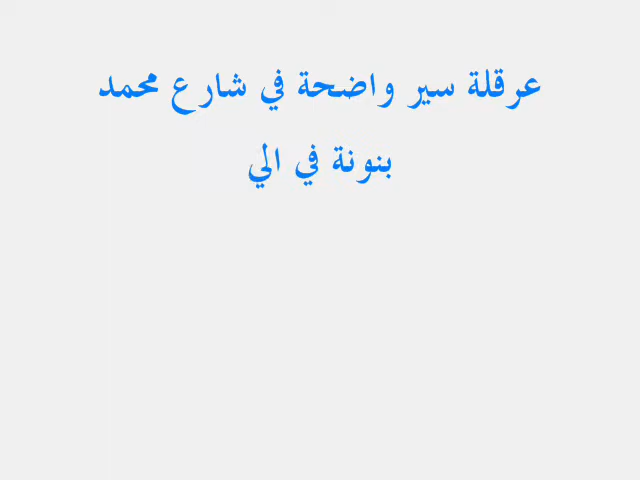 عرقلة سير واضحة في شارع محمد
بنونة في الي